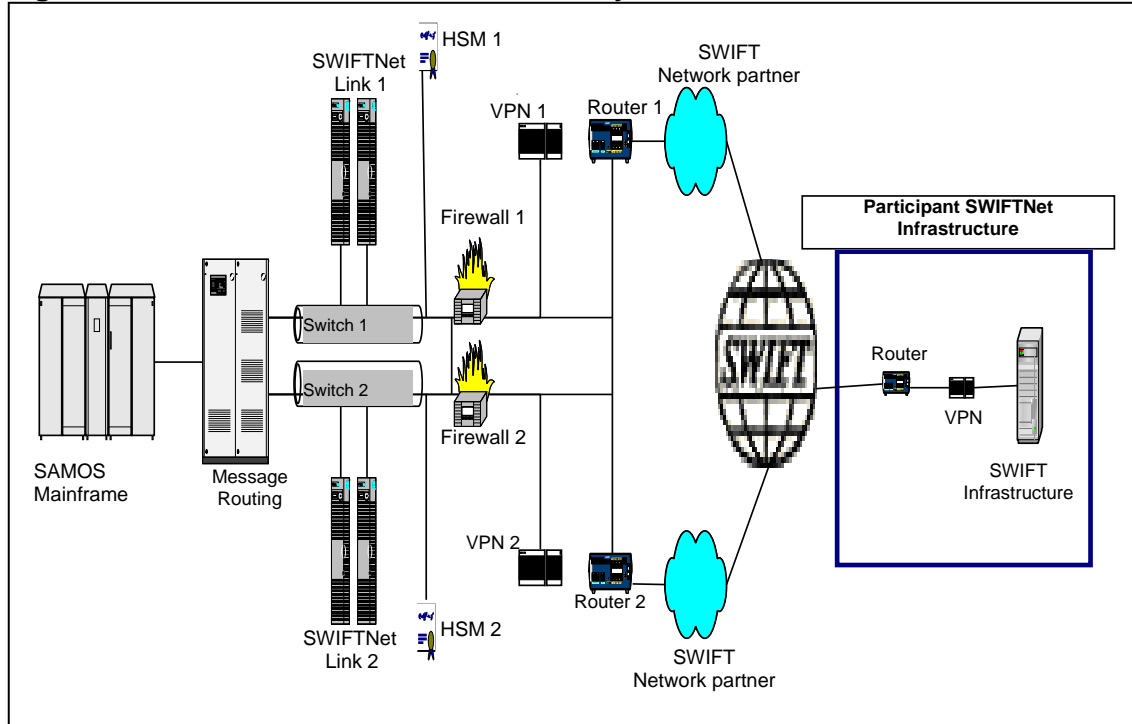 HSM 1
SWIFTNet
Link 1
SWIFT
Network partner
VPN 1
Router 1
Participant SWIFTNet
Infrastructure
Firewall 1
Switch 1
SWIFT
Router
Switch 2
VPN
Firewall 2
SAMOS
Mainframe
Message
Routing
SWIFT
Infrastructure
VPN 2
Router 2
SWIFTNet
Link 2
HSM 2
SWIFT
Network partner